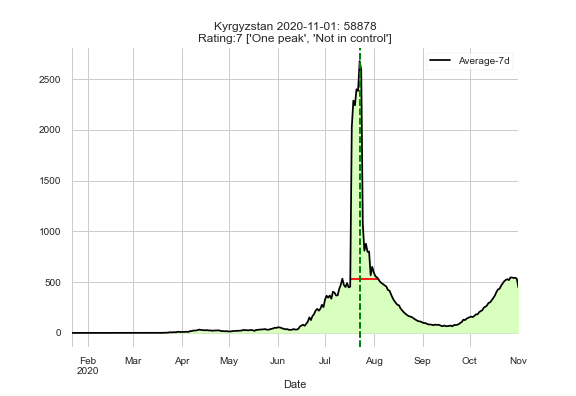 Kyrgyzstan 2020-11-01: 58878
Rating:7 ['One peak', 'Not in control']
Average-7d
2500
2000
1500
1000
500
0
Feb Mar Apr May Jun Jul Aug Sep Oct Nov
2020
Date